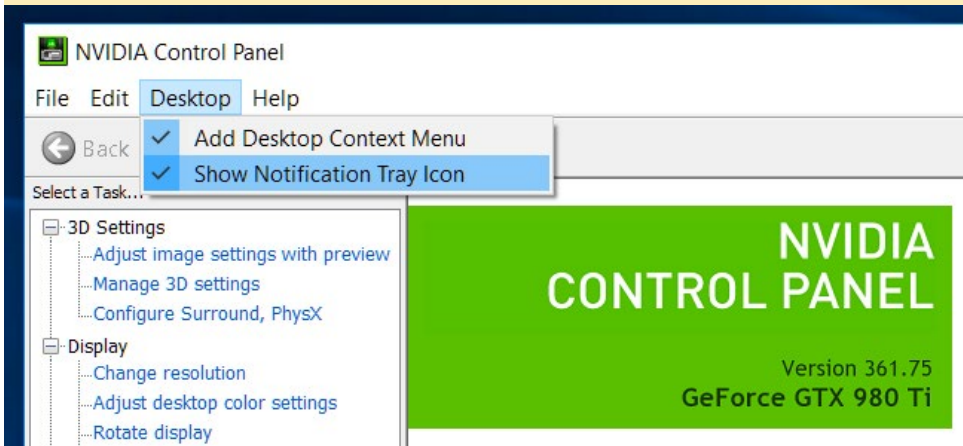 NVIDIA Control Panel
File Edit Desktop Help
Back
Add Desktop Context Menu
Show Notification Tray Icon
Select a Task...
3D Settings
Adjust image settings with preview
Manage 3D settings
Configure Surround, PhysX
Display
Change resolution
Adjust desktop color settings
Rotate display
NVIDIA
CONTROL PANEL
Version 361.75
GeForce GTX 980 Ti